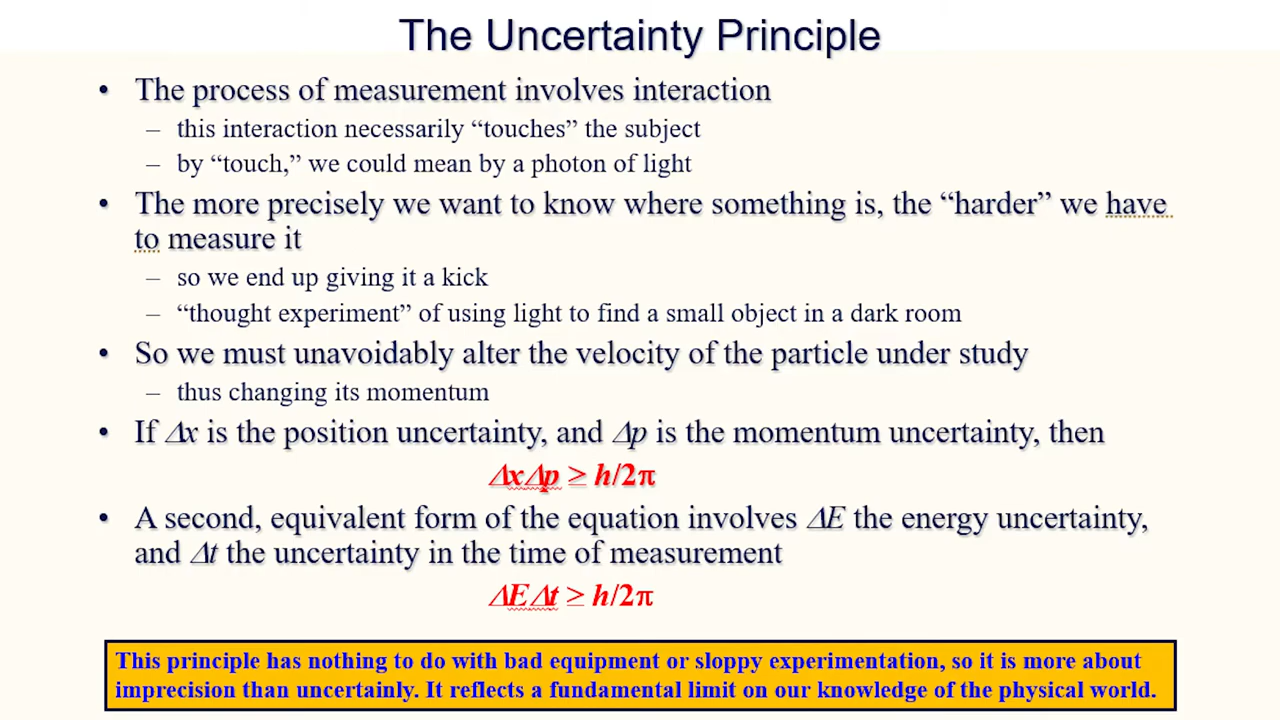 The Uncertainty Principle
• The process of measurement involves interaction
– this interaction necessarily “touches” the subject
– by “touch,” we could mean by a photon of light
• The more precisely we want to know where something is, the “harder” we have
to measure it
– so we end up giving it a kick
– “thought experiment” of using light to find a small object in a dark room
• So we must unavoidably alter the velocity of the particle under study
– thus changing its momentum
• If Δx is the position uncertainty, and Δp is the momentum uncertainty, then
ΔxΔp ≥ h/2π
• A second, equivalent form of the equation involves ΔE the energy uncertainty,
and Δt the uncertainty in the time of measurement
ΔEΔt ≥ h/2π
This principle has nothing to do with bad equipment or sloppy experimentation, so it is more about
imprecision than uncertainly. It reflects a fundamental limit on our knowledge of the physical world.